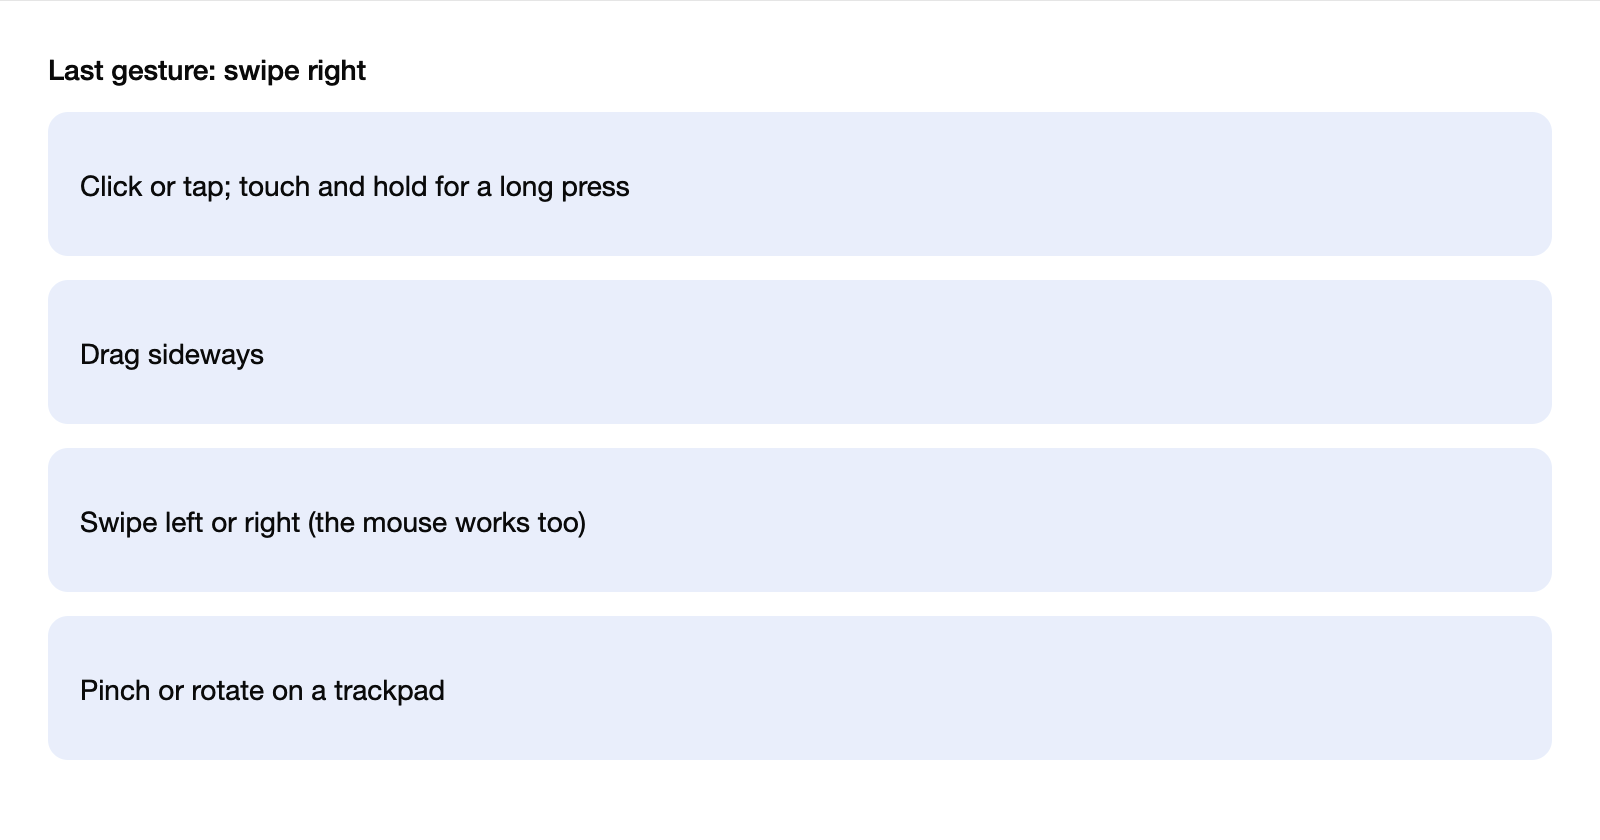 Last gesture: swipe right
Click or tap; touch and hold for a long press
Drag sideways
Swipe left or right (the mouse works too)
Pinch or rotate on a trackpad